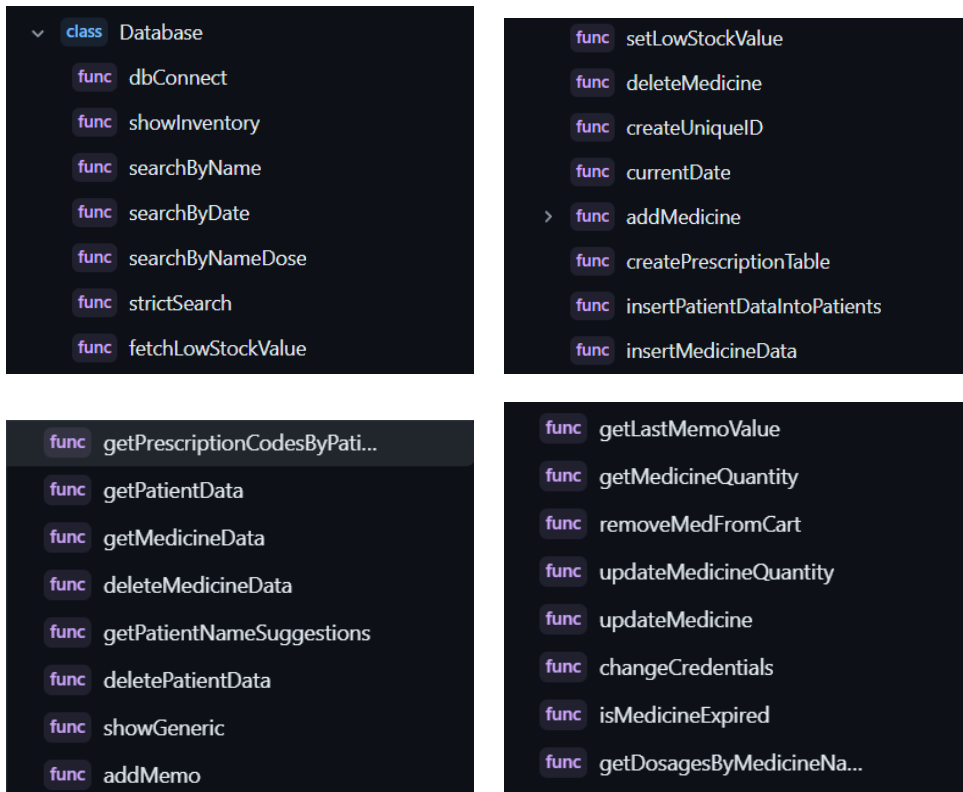 class Database
func dbConnect
func showInventory
func searchByName
func searchByDate
func searchByNameDose
func strictSearch
func fetchLowStockValue
func setLowStockValue
func deleteMedicine
func createUniqueID
func currentDate
func addMedicine
func createPrescriptionTable
func insertPatientDataIntoPatients
func insertMedicineData
func getPrescriptionCodesByPati...
func getPatientData
func getMedicineData
func deleteMedicineData
func getPatientNameSuggestions
func deletePatientData
func showGeneric
func addMemo
func getLastMemoValue
func getMedicineQuantity
func removeMedFromCart
func updateMedicineQuantity
func updateMedicine
func changeCredentials
func isMedicineExpired
func getDosagesByMedicineNa...